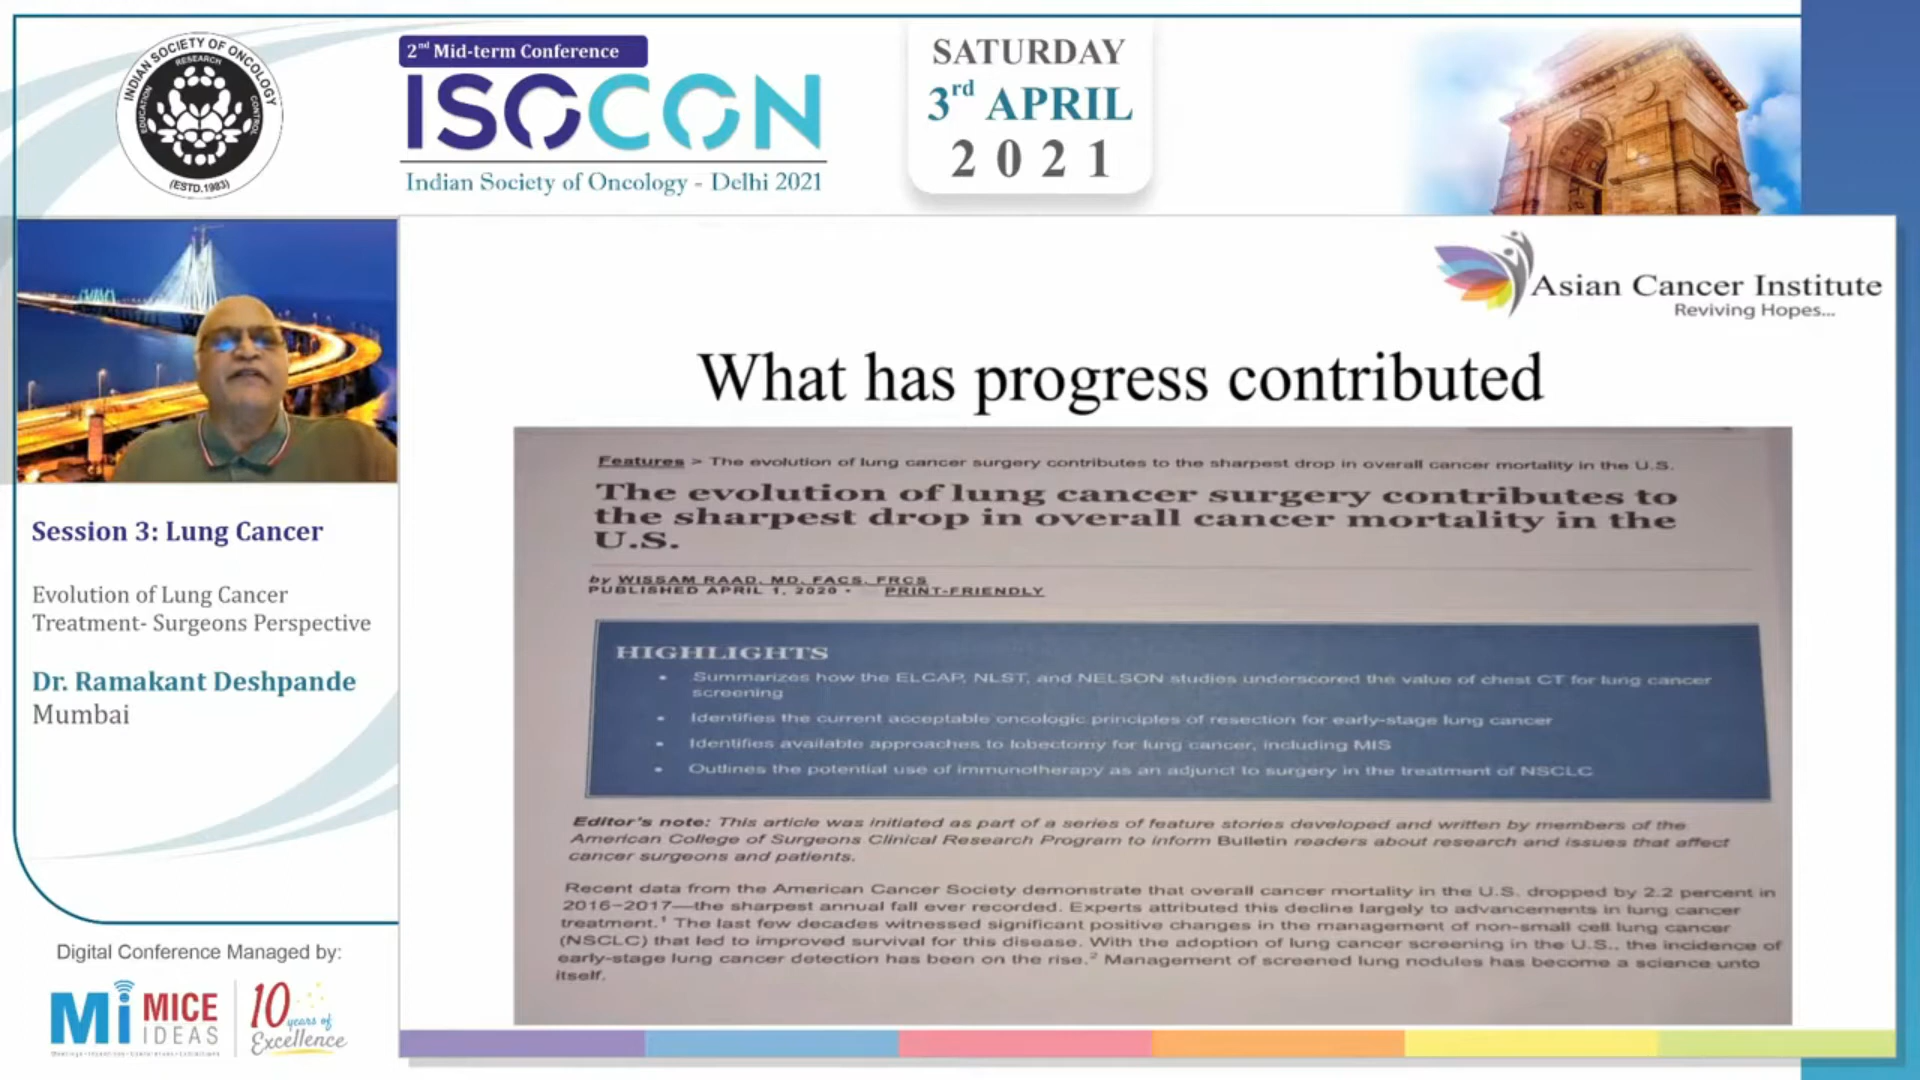 INDIAN SOCIETY OF ONCOLOGY
RESEARCH
EDUCATION
CONTROL
(ESTD.1983)
2nd Mid-term Conference
ISOCON
Indian Society of Oncology - Delhi 2021
SATURDAY
3rd APRIL
2021
Asian Cancer Institute
Reviving Hopes...
Session 3: Lung Cancer
Evolution of Lung Cancer
Treatment- Surgeons Perspective
Dr. Ramakant Deshpande
Mumbai
Digital Conference Managed by:
Mi MICE
IDEAS
10
years of
Excellence
What has progress contributed
Features > The evolution of lung cancer surgery contributes to the sharpest drop in overall cancer mortality in the U.S.
The evolution of lung cancer surgery contributes to
the sharpest drop in overall cancer mortality in the
U.S.
by WISSAM RAAD, MD, FACS, FRCS
PUBLISHED APRIL 1, 2020 • PRINT-FRIENDLY
HIGHLIGHTS
• Summarizes how the ELCAP, NLST, and NELSON studies underscored the value of chest CT for lung cancer
screening
• Identifies the current acceptable oncologic principles of resection for early-stage lung cancer
• Identifies available approaches to lobectomy for lung cancer, including MIS
• Outlines the potential use of immunotherapy as an adjunct to surgery in the treatment of NSCLC
Editor's note: This article was initiated as part of a series of feature stories developed and written by members of the
American College of Surgeons Clinical Research Program to inform Bulletin readers about research and issues that affect
cancer surgeons and patients.
Recent data from the American Cancer Society demonstrate that overall cancer mortality in the U.S. dropped by 2.2 percent in
2016–2017—the sharpest annual fall ever recorded. Experts attributed this decline largely to advancements in lung cancer
treatment.1 The last few decades witnessed significant positive changes in the management of non-small cell lung cancer
(NSCLC) that led to improved survival for this disease. With the adoption of lung cancer screening in the U.S., the incidence of
early-stage lung cancer detection has been on the rise.2 Management of screened lung nodules has become a science unto
itself.